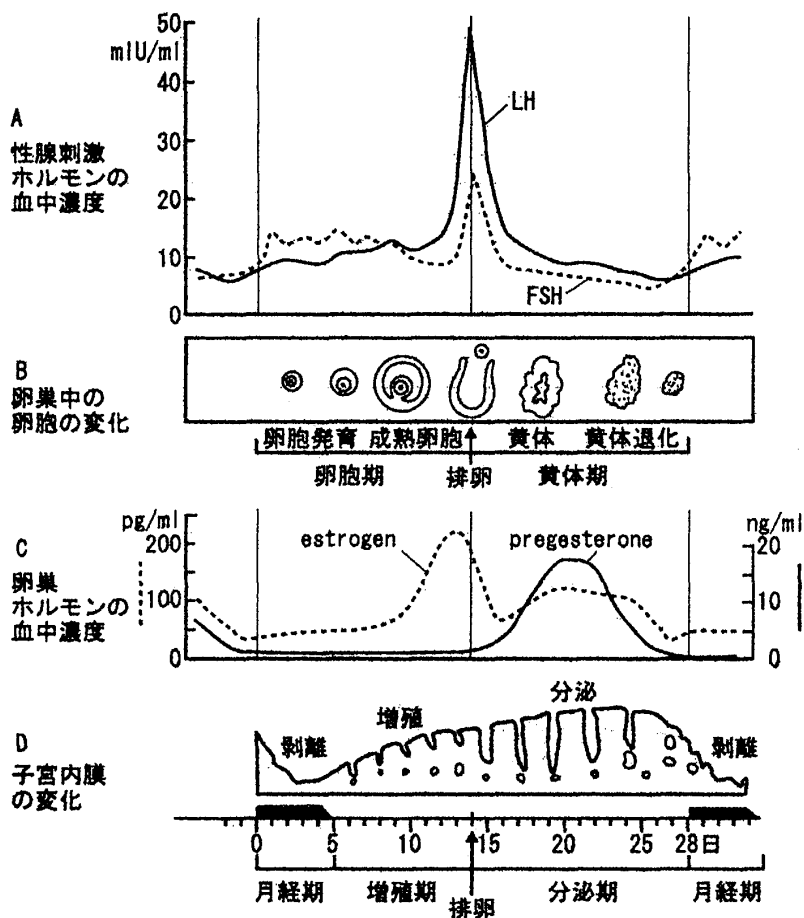 50
mIU/ml
40
30
20
10
0
A
性腺刺激
ホルモンの
血中濃度
LH
FSH
B
卵巣中の
卵胞の変化
卵胞発育 成熟卵胞 黄体 黄体退化
卵胞期 排卵 黄体期
pg/ml
200
100
0
C
卵巣
ホルモンの
血中濃度
estrogen
pregesterone
ng/ml
20
10
0
D
子宮内膜
の変化
剥離
増殖
分泌
剥離
0 5 10 15 20 25 28日
月経期 増殖期 分泌期 月経期
排卵